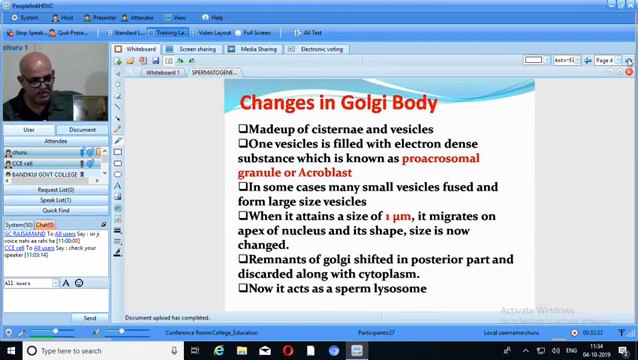 PeoplelinkHDVC
System Host Presenter Attendee View Help
Stop Speak Quit Prese... Standard L... Training La... Video Layout Full Screen AV Test
churu 1
Whiteboard Screen sharing Media Sharing Electronic voting
Page 4
Whiteboard 1 SPERMATOGENE...
User Document
Attendee
churu
CCE cell
BANDIKUI GOVT COLLEGE
Request List(0)
Speak List(1)
Quick Find
System(50) Chat(0)
GC RAJSAMAND To All users Say : sir ji
voice nahi aa rahi he [11:00:00]
CCE cell To All users Say : check your
speaker [11:03:14]
All users
Send
Changes in Golgi Body
Madeup of cisternae and vesicles
One vesicles is filled with electron dense
substance which is known as proacrosomal
granule or Acroblast
In some cases many small vesicles fused and
form large size vesicles
When it attains a size of 1 µm, it migrates on
apex of nucleus and its shape, size is now
changed.
Remnants of golgi shifted in posterior part and
discarded along with cytoplasm.
Now it acts as a sperm lysosome
Activate Windows
Document upload has completed.
Conference Room:College_Education Participants:27 Local username:churu 00:32:32
Type here to search
11:34
04-10-2019